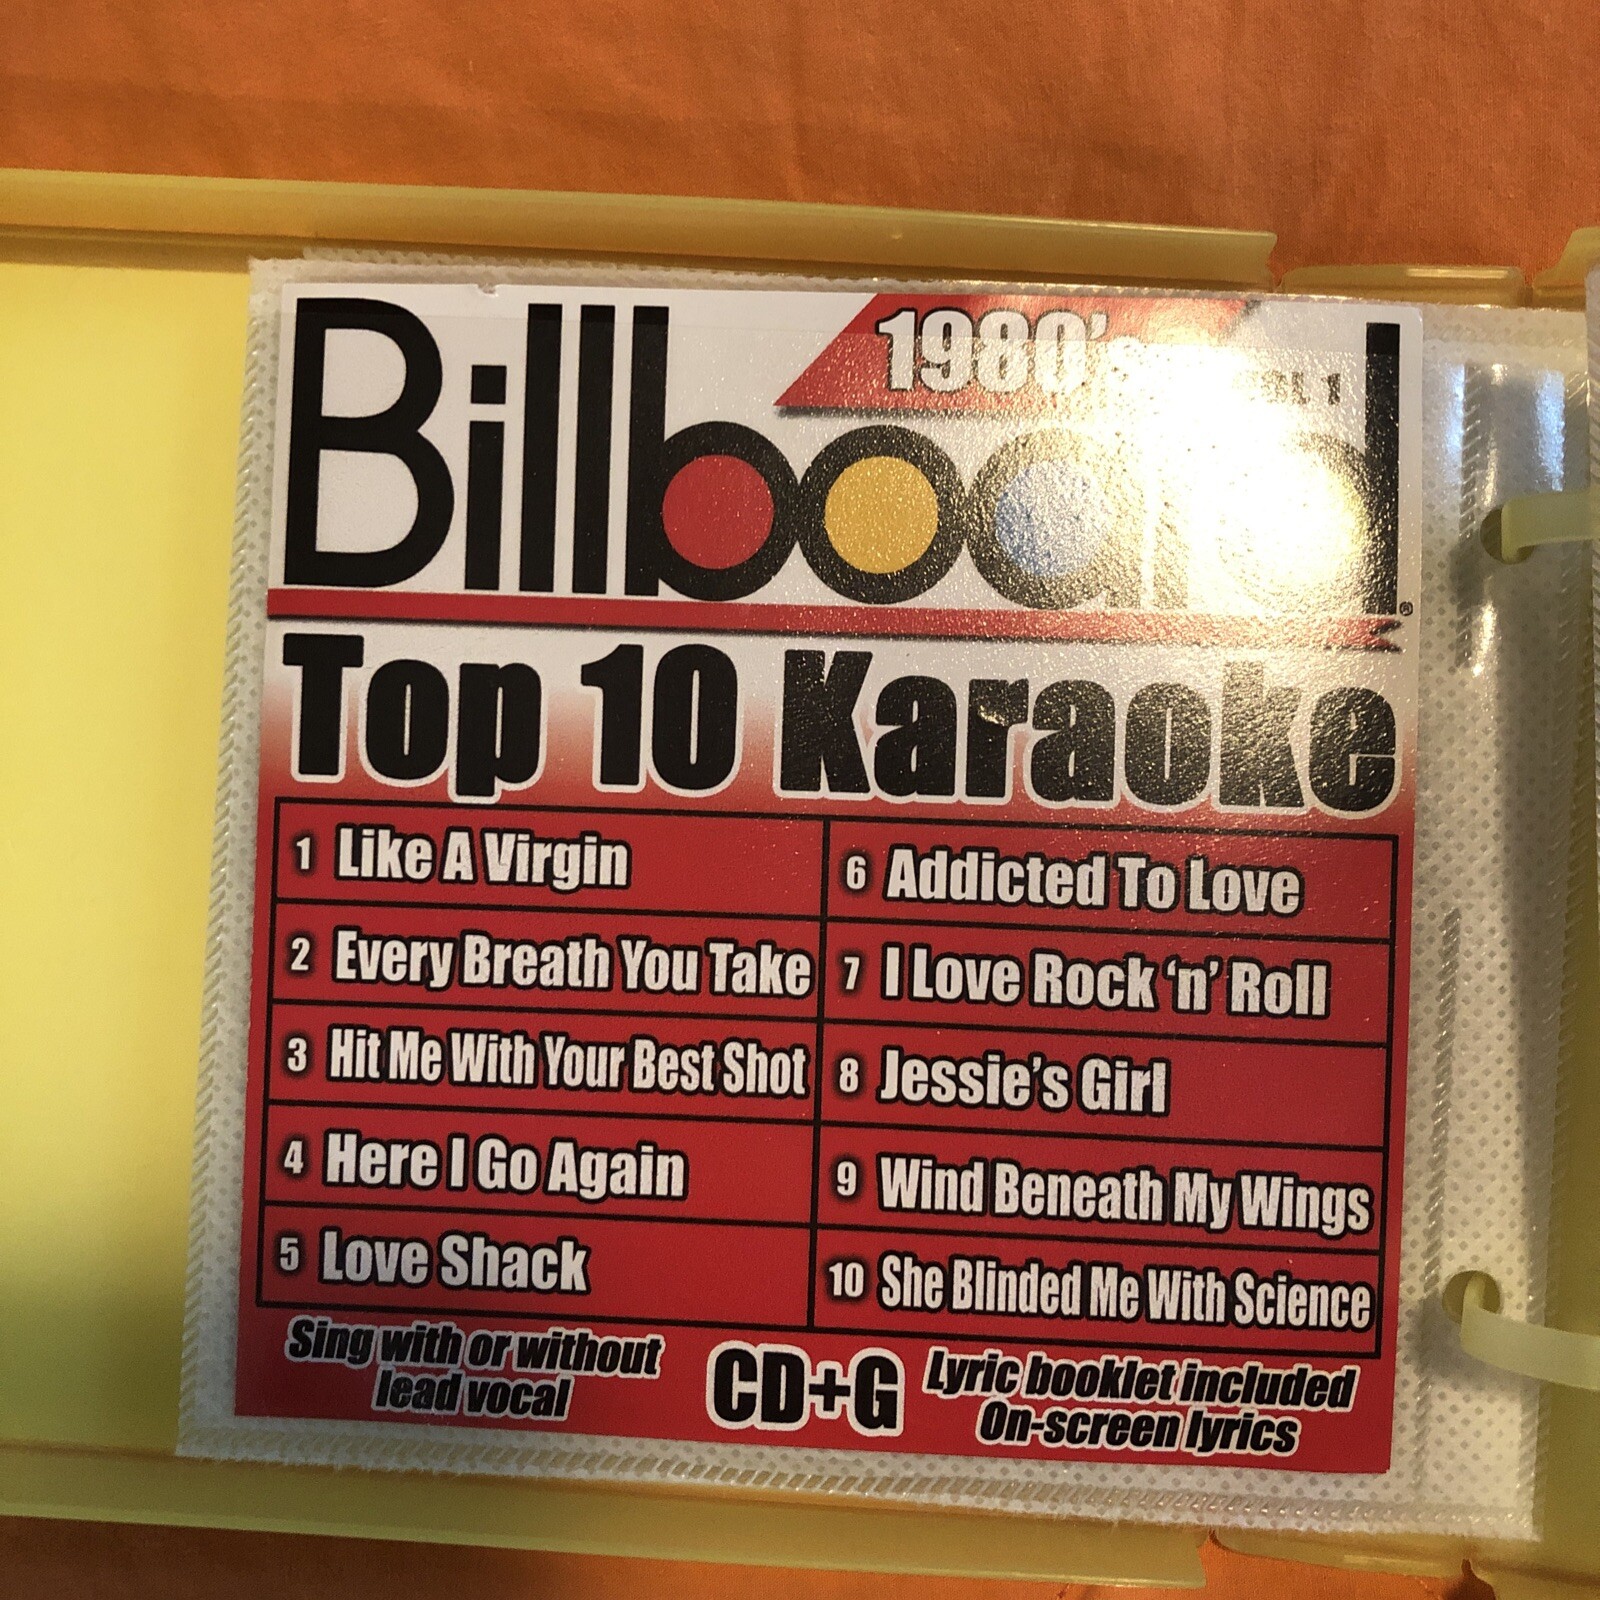 1980's
Billboard®
Top 10 Karaoke
1 Like A Virgin
2 Every Breath You Take
3 Hit Me With Your Best Shot
4 Here I Go Again
5 Love Shack
6 Addicted To Love
7 I Love Rock 'n' Roll
8 Jessie's Girl
9 Wind Beneath My Wings
10 She Blinded Me With Science
Sing with or without
lead vocal
CD+G
Lyric booklet included
On-screen lyrics